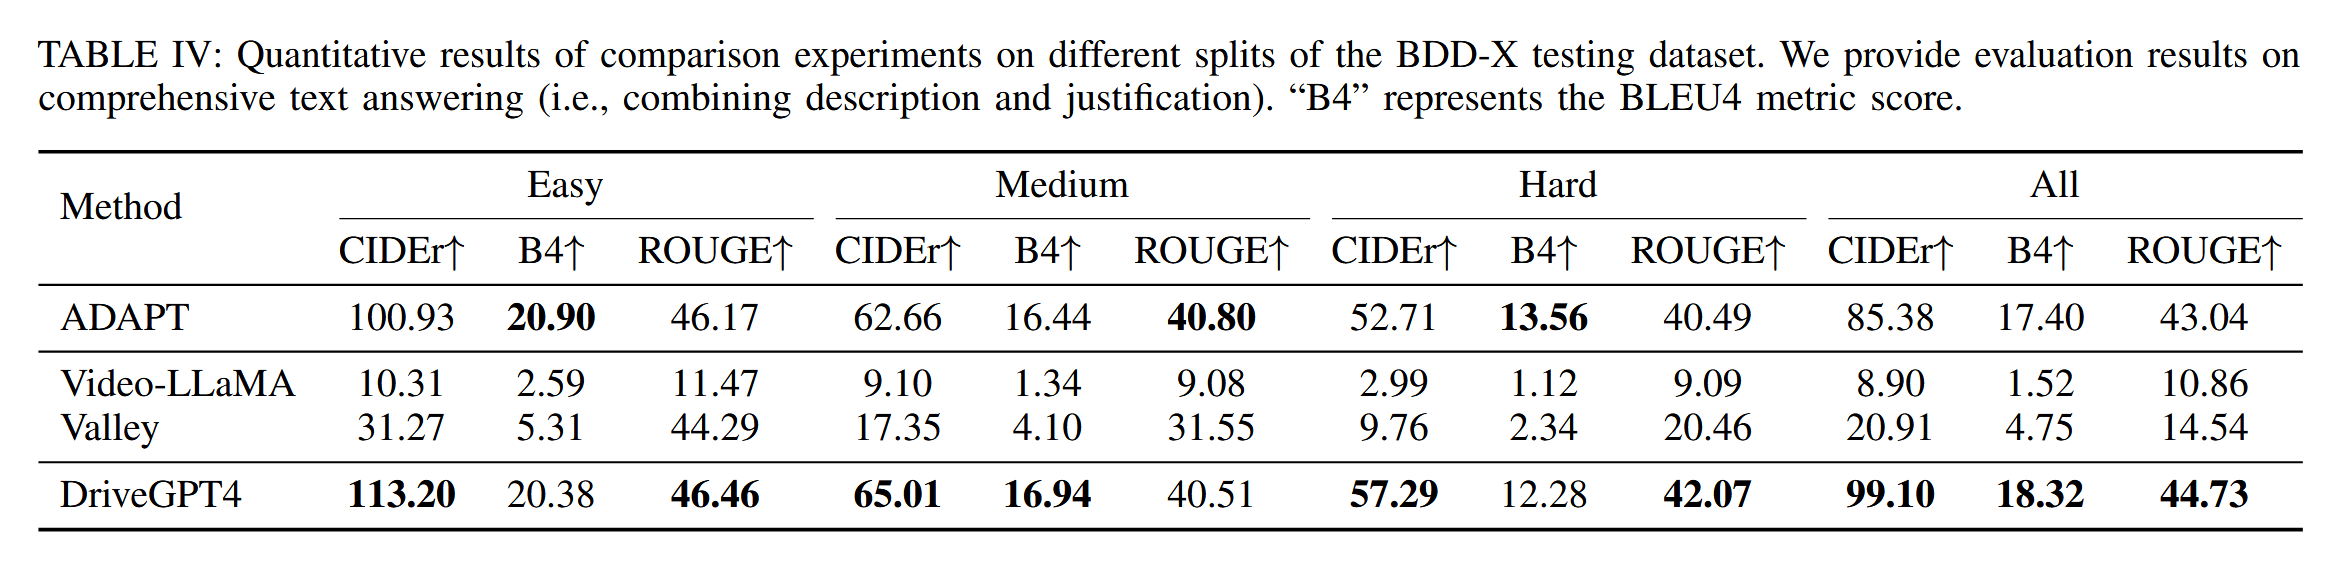 TABLE IV: Quantitative results of comparison experiments on different splits of the BDD-X testing dataset. We provide evaluation results on
comprehensive text answering (i.e., combining description and justification). “B4” represents the BLEU4 metric score.
Method Easy Medium Hard All
CIDEr↑ B4↑ ROUGE↑ CIDEr↑ B4↑ ROUGE↑ CIDEr↑ B4↑ ROUGE↑ CIDEr↑ B4↑ ROUGE↑
ADAPT 100.93 20.90 46.17 62.66 16.44 40.80 52.71 13.56 40.49 85.38 17.40 43.04
Video-LLaMA 10.31 2.59 11.47 9.10 1.34 9.08 2.99 1.12 9.09 8.90 1.52 10.86
Valley 31.27 5.31 44.29 17.35 4.10 31.55 9.76 2.34 20.46 20.91 4.75 14.54
DriveGPT4 113.20 20.38 46.46 65.01 16.94 40.51 57.29 12.28 42.07 99.10 18.32 44.73